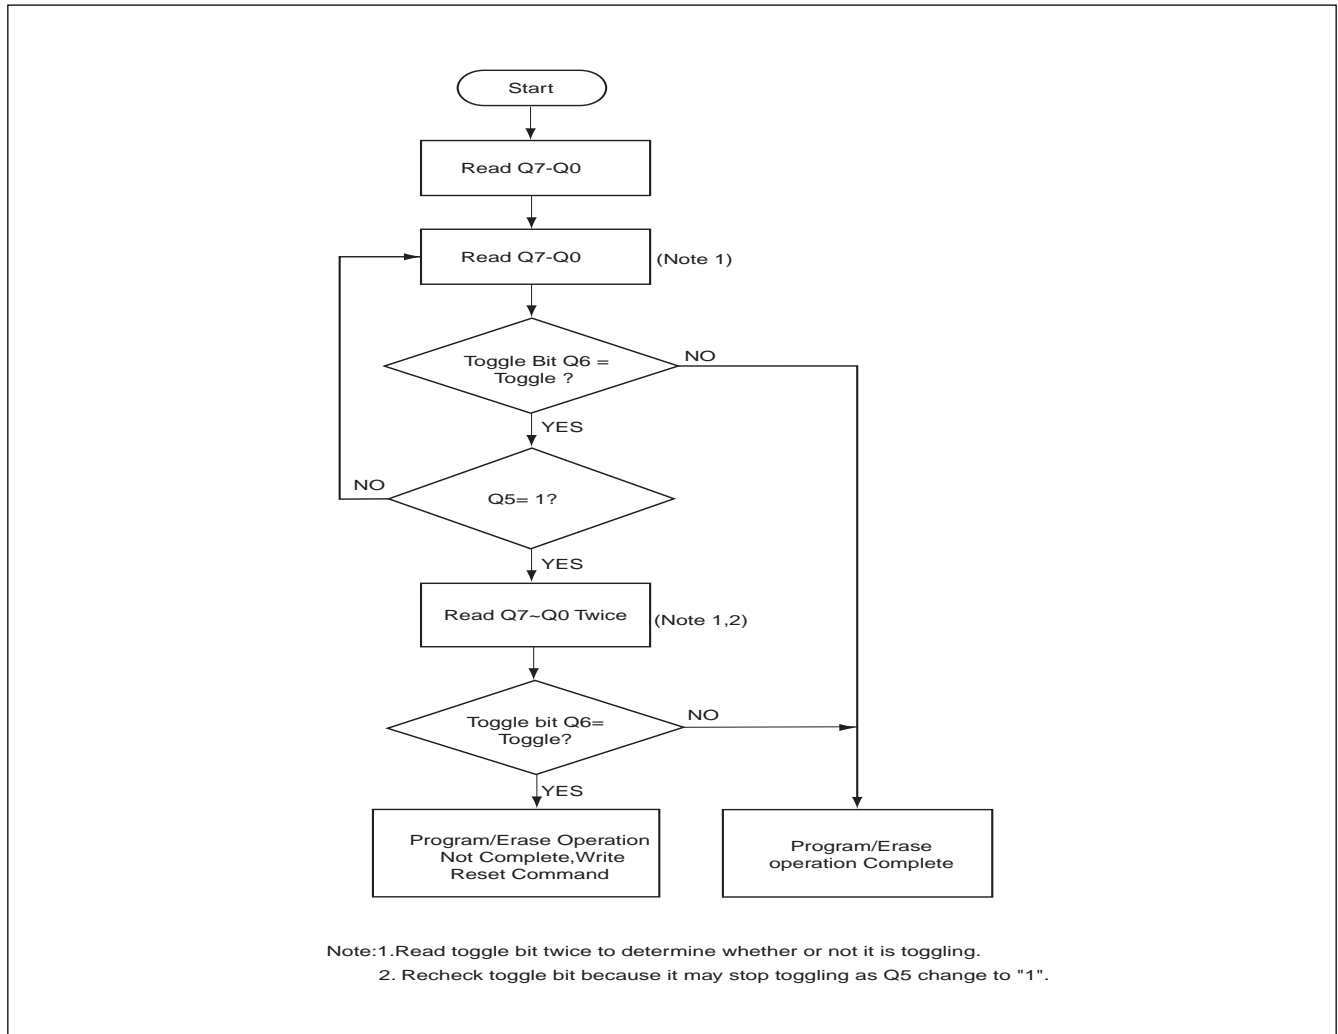 Start
Read Q7-Q0
Read Q7-Q0
(Note 1)
Toggle Bit Q6 =
Toggle ?
NO
YES
NO
Q5= 1?
YES
Read Q7~Q0 Twice
(Note 1,2)
Toggle bit Q6=
Toggle?
NO
YES
Program/Erase Operation
Not Complete,Write
Reset Command
Program/Erase
operation Complete
Note:1.Read toggle bit twice to determine whether or not it is toggling.
2. Recheck toggle bit because it may stop toggling as Q5 change to "1".